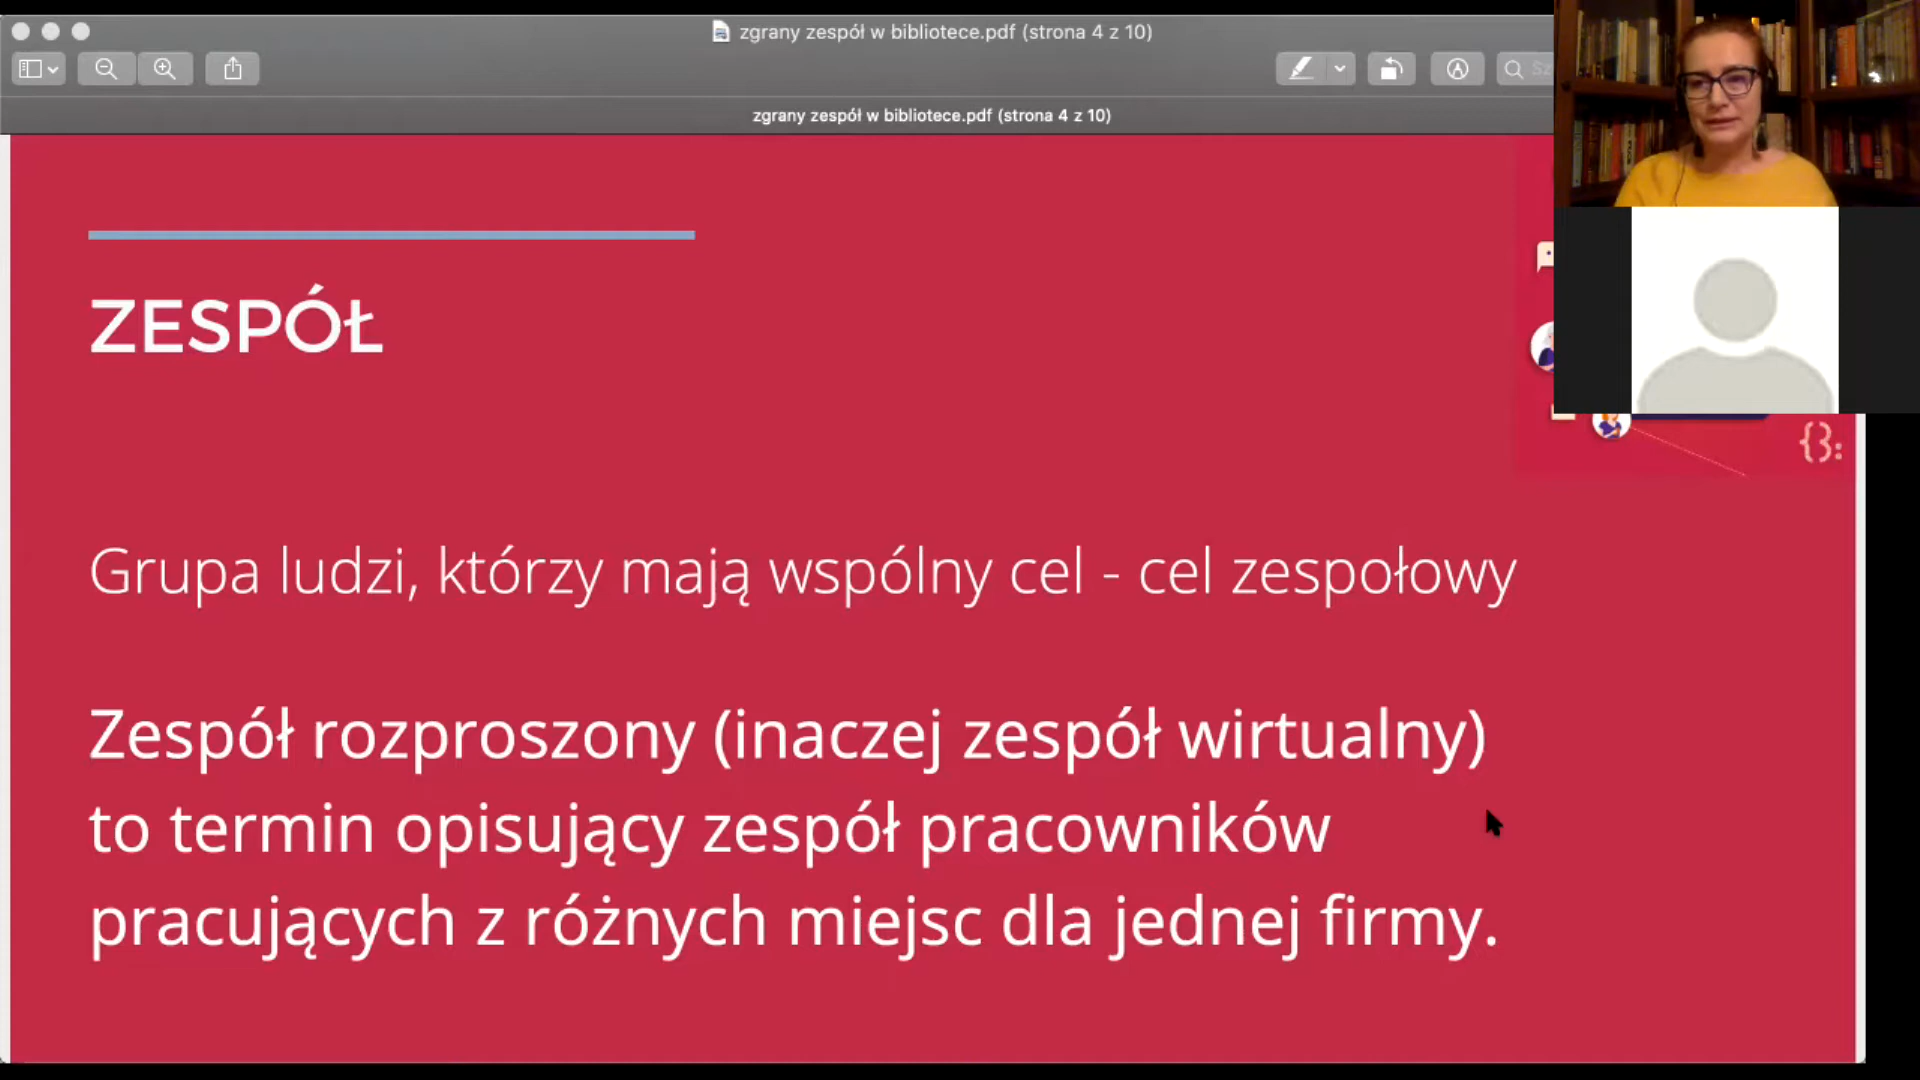 zgrany zespół w bibliotece.pdf (strona 4 z 10)
Sz
zgrany zespół w bibliotece.pdf (strona 4 z 10)
ZESPÓŁ
{}:
Grupa ludzi, którzy mają wspólny cel - cel zespołowy
Zespół rozproszony (inaczej zespół wirtualny)
to termin opisujący zespół pracowników
pracujących z różnych miejsc dla jednej firmy.